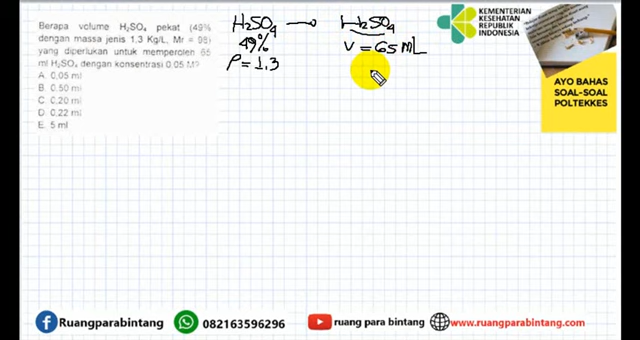 Berapa volume H₂SO₄ pekat (49%
dengan massa jenis 1,3 Kg/L, Mr = 98)
yang diperlukan untuk memperoleh 65
ml H₂SO₄ dengan konsentrasi 0,05 M?
A. 0,05 ml
B. 0,50 ml
C. 0,20 ml
D. 0,22 ml
E. 5 ml
H₂SO₄ → H₂SO₄
49%
V = 65 mL
ρ = 1.3
KEMENTERIAN
KESEHATAN
REPUBLIK
INDONESIA
AYO BAHAS
SOAL-SOAL
POLTEKKES
Ruangparabintang
082163596296
ruang para bintang
www.ruangparabintang.com